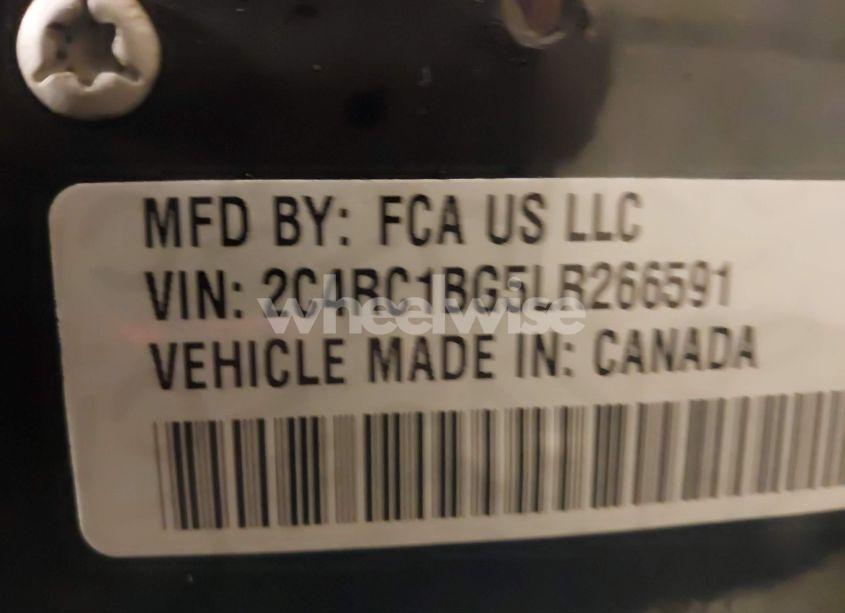 MFD BY: FCA US LLC
VIN: 2C4RC1BG5LR266591
wheelwise
VEHICLE MADE IN: CANADA